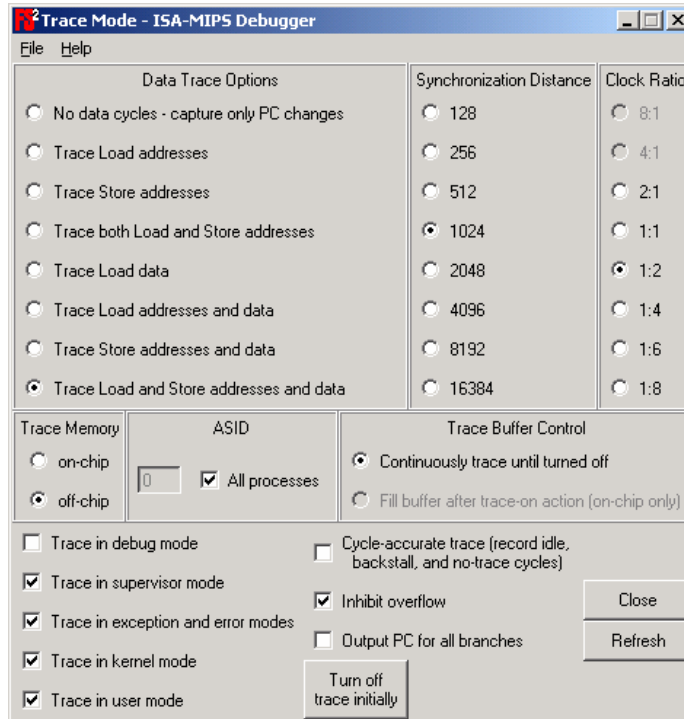 FS2 Trace Mode - ISA-MIPS Debugger
File Help
Data Trace Options
No data cycles - capture only PC changes
Trace Load addresses
Trace Store addresses
Trace both Load and Store addresses
Trace Load data
Trace Load addresses and data
Trace Store addresses and data
Trace Load and Store addresses and data
Synchronization Distance
128
256
512
1024
2048
4096
8192
16384
Clock Ratio
8:1
4:1
2:1
1:1
1:2
1:4
1:6
1:8
Trace Memory
on-chip
off-chip
ASID
0
All processes
Trace Buffer Control
Continuously trace until turned off
Fill buffer after trace-on action (on-chip only)
Trace in debug mode
Trace in supervisor mode
Trace in exception and error modes
Trace in kernel mode
Trace in user mode
Cycle-accurate trace (record idle,
backstall, and no-trace cycles)
Inhibit overflow
Output PC for all branches
Turn off
trace initially
Close
Refresh